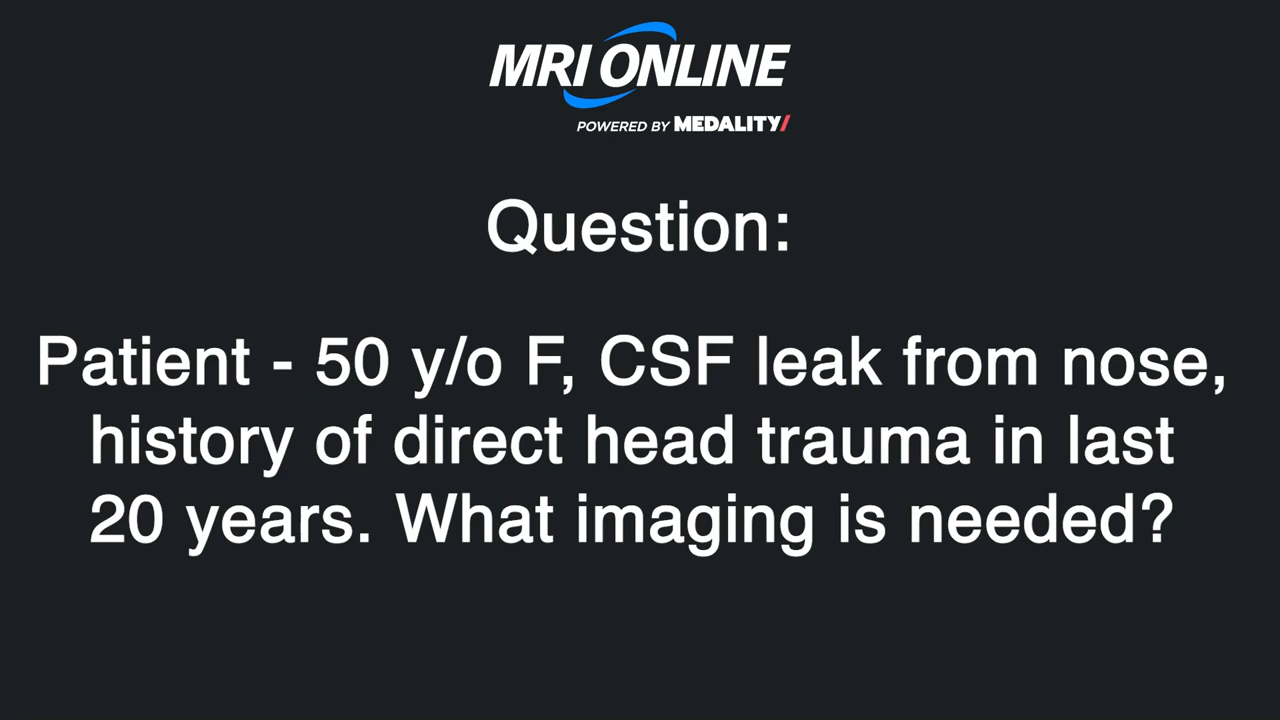 MRI ONLINE
POWERED BY MEDALITY/
Question:
Patient - 50 y/o F, CSF leak from nose,
history of direct head trauma in last
20 years. What imaging is needed?